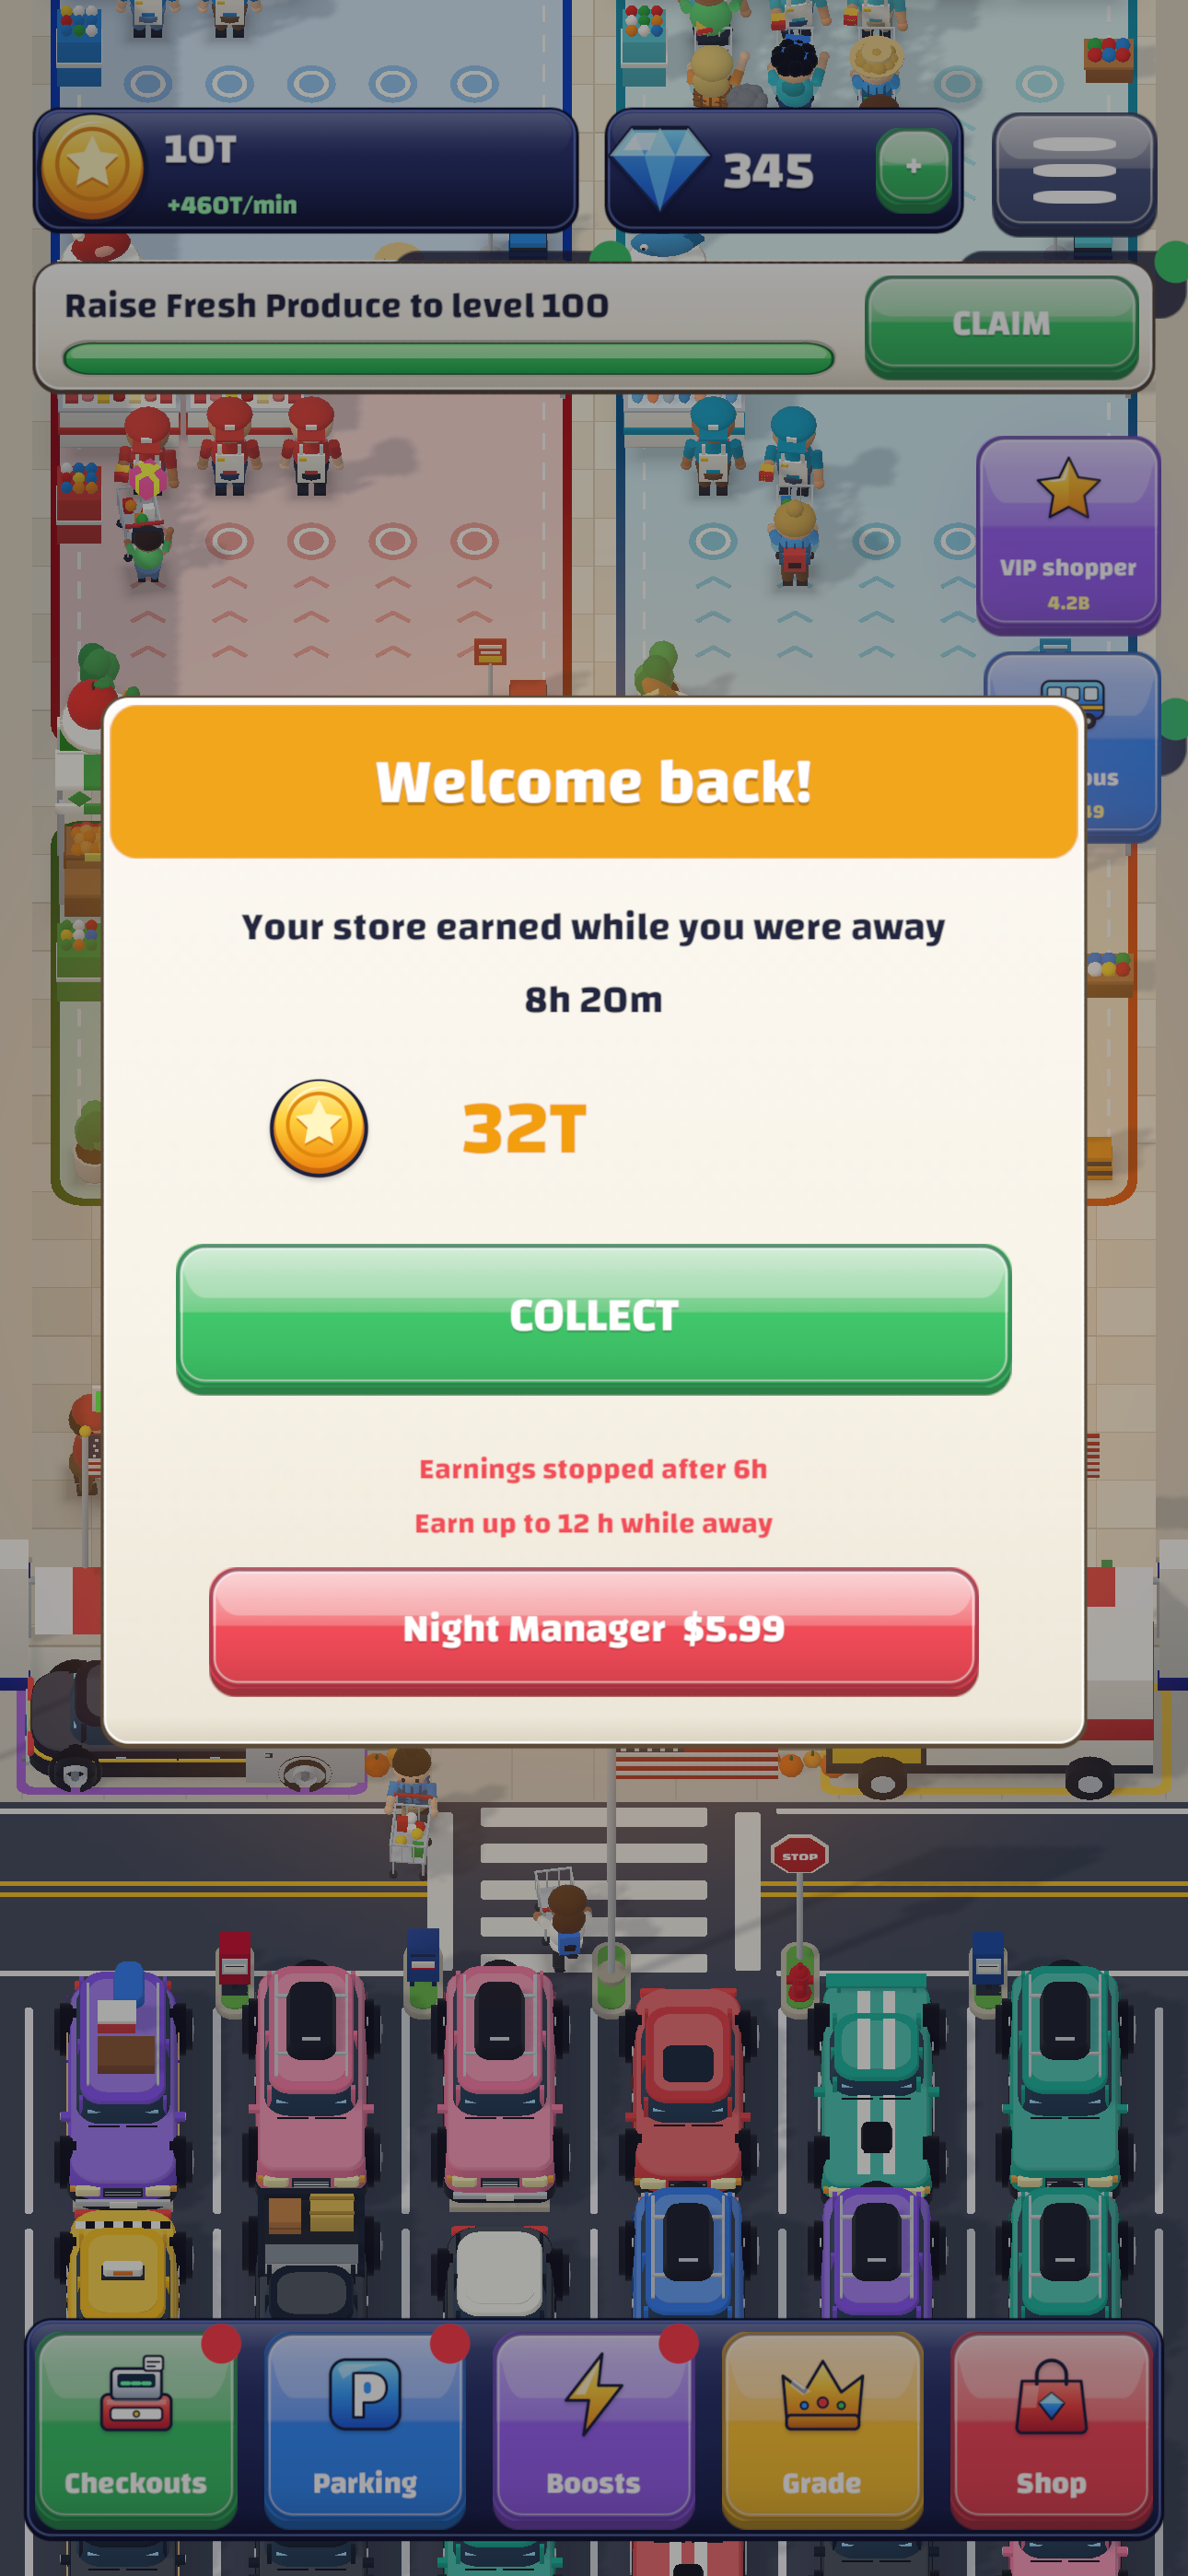 10T
+460T/min
345
+
Raise Fresh Produce to level 100
CLAIM
VIP shopper
4.2B
Welcome back!
Your store earned while you were away
8h 20m
32T
COLLECT
Earnings stopped after 6h
Earn up to 12 h while away
Night Manager $5.99
STOP
P
Checkouts
Parking
Boosts
Grade
Shop